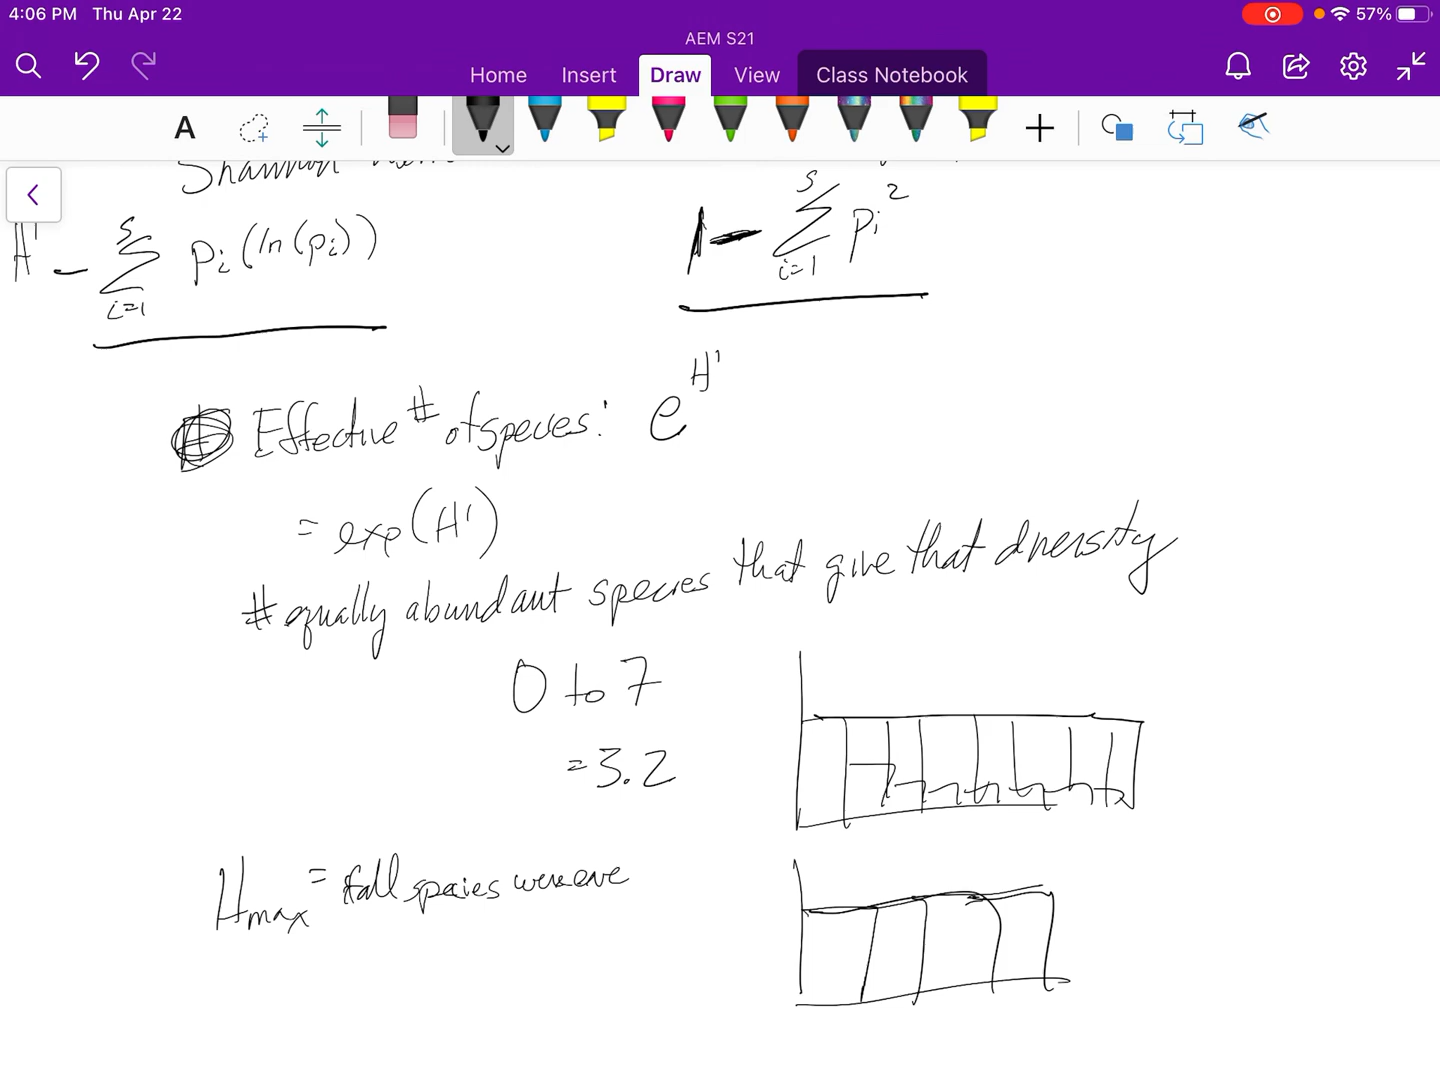 4:06 PM Thu Apr 22
57%
AEM S21
Home Insert Draw View Class Notebook
A
Shannon
H' - S Σ i=1 pi (ln(pi))
1 - S Σ i=1 pi²
Effective # of species: e^H'
= exp(H')
# equally abundant species that give that diversity
0 to 7
= 3.2
Hmax = if all species were